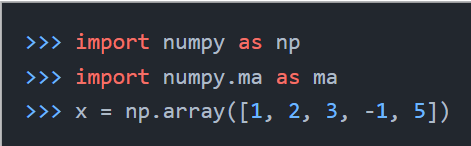 >>> import numpy as np
>>> import numpy.ma as ma
>>> x = np.array([1, 2, 3, -1, 5])